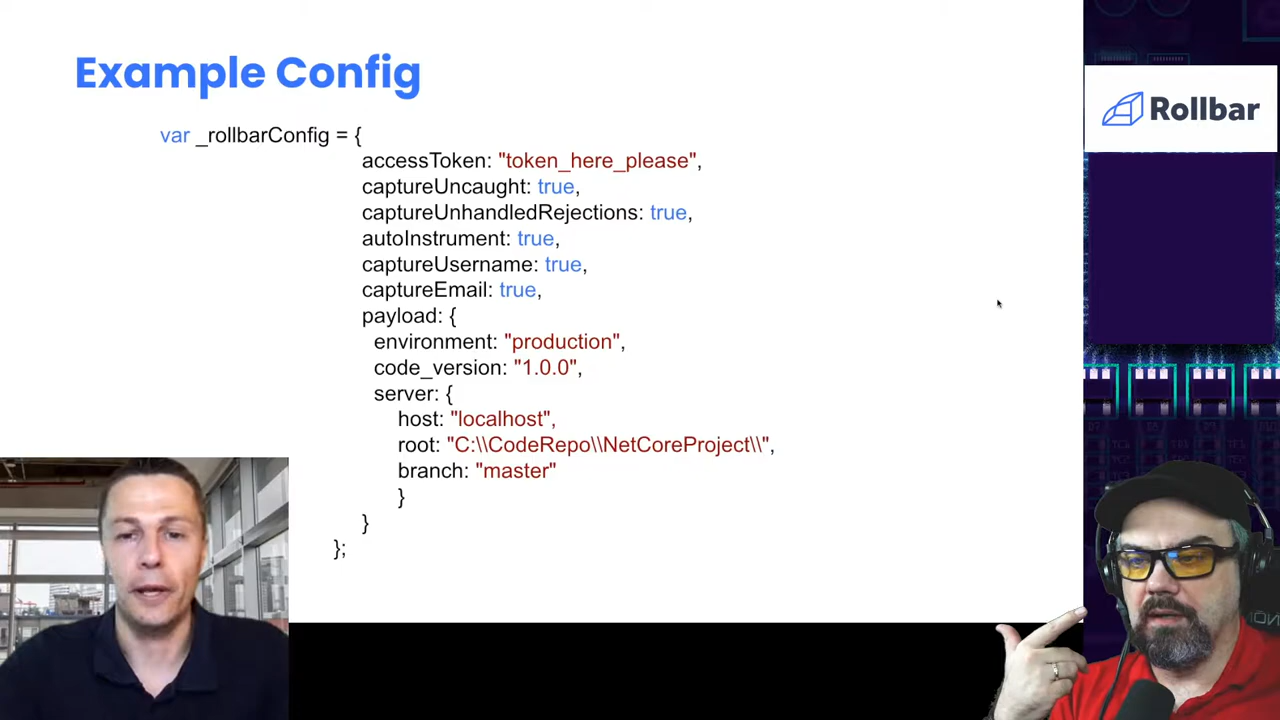 Example Config
var _rollbarConfig = {
accessToken: "token_here_please",
captureUncaught: true,
captureUnhandledRejections: true,
autoInstrument: true,
captureUsername: true,
captureEmail: true,
payload: {
environment: "production",
code_version: "1.0.0",
server: {
host: "localhost",
root: "C:\\CodeRepo\\NetCoreProject\\",
branch: "master"
}
}
};
Rollbar